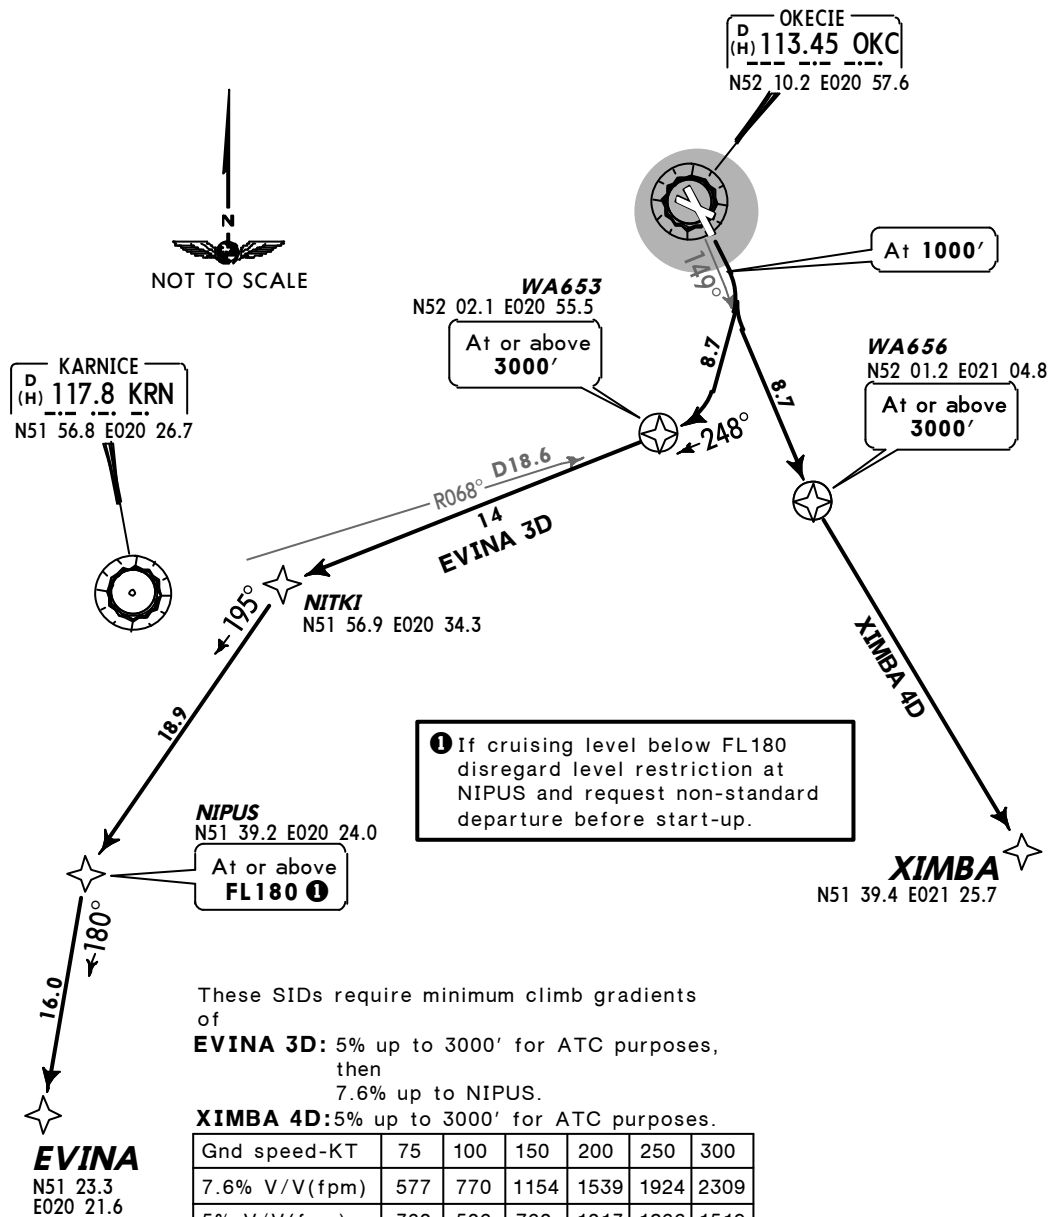 OKECIE
D
(H) 113.45 OKC
N52 10.2 E020 57.6
N
NOT TO SCALE
At 1000′
149°
WA653
N52 02.1 E020 55.5
At or above
3000′
8.7
8.7
WA656
N52 01.2 E021 04.8
At or above
3000′
KARNICE
D
(H) 117.8 KRN
N51 56.8 E020 26.7
248°
R068° D18.6
14
EVINA 3D
NITKI
N51 56.9 E020 34.3
195°
18.9
XIMBA 4D
❶ If cruising level below FL180
disregard level restriction at
NIPUS and request non-standard
departure before start-up.
NIPUS
N51 39.2 E020 24.0
At or above
FL180 ❶
XIMBA
N51 39.4 E021 25.7
180°
16.0
These SIDs require minimum climb gradients
of
EVINA 3D: 5% up to 3000′ for ATC purposes,
then
7.6% up to NIPUS.
XIMBA 4D: 5% up to 3000′ for ATC purposes.
EVINA
N51 23.3
E020 21.6
Gnd speed-KT 75 100 150 200 250 300
7.6% V/V(fpm) 577 770 1154 1539 1924 2309